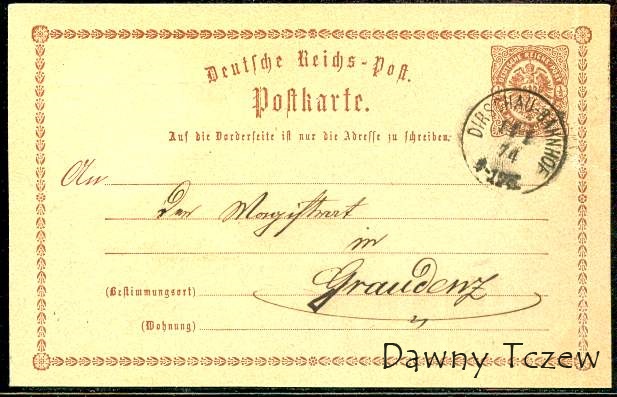 Deutsche Reichs-Post.
Postkarte.
Auf die Vorderseite ist nur die Adresse zu schreiben.
DIRSCHAU-BAHNHOF
74
An
den Magistrat
in
(Bestimmungsort) Graudenz
(Wohnung)
Dawny Tczew